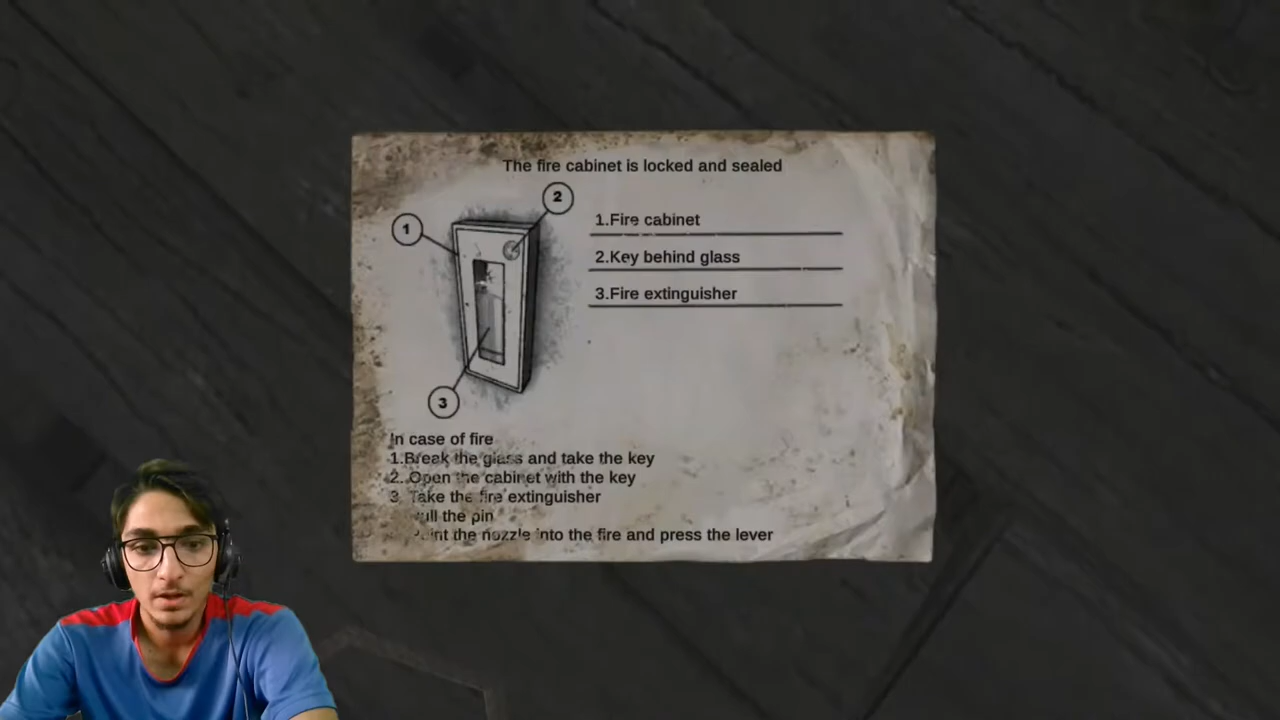 The fire cabinet is locked and sealed
2
1
1.Fire cabinet
2.Key behind glass
3.Fire extinguisher
3
In case of fire
1.Break the glass and take the key
2. Open the cabinet with the key
3. Take the fire extinguisher
the pin
the nozzle into the fire and press the lever